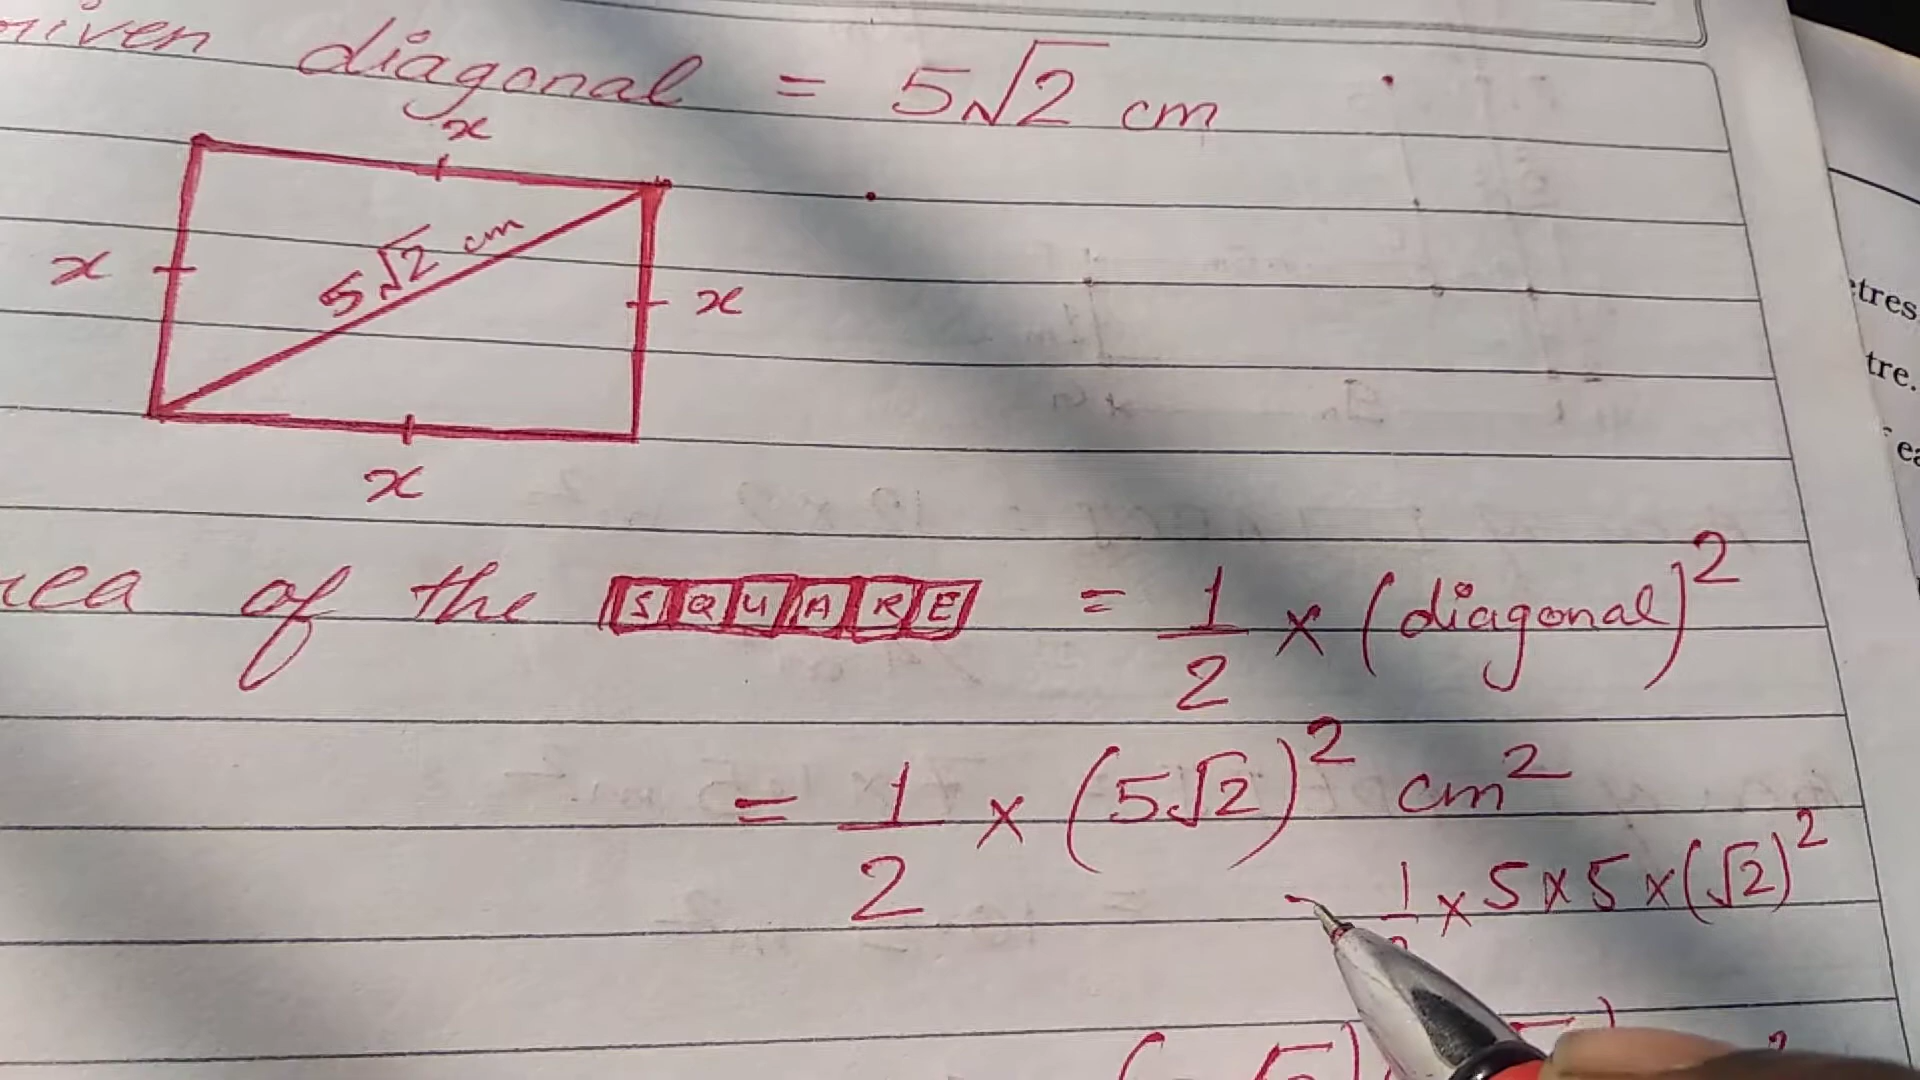 diagonal = 5√2 cm
x
x 5√2 cm x
x
of the SQUARE = 1/2 × (diagonal)²
= 1/2 × (5√2)² cm²
× 5 × 5 × (√2)²
tre.